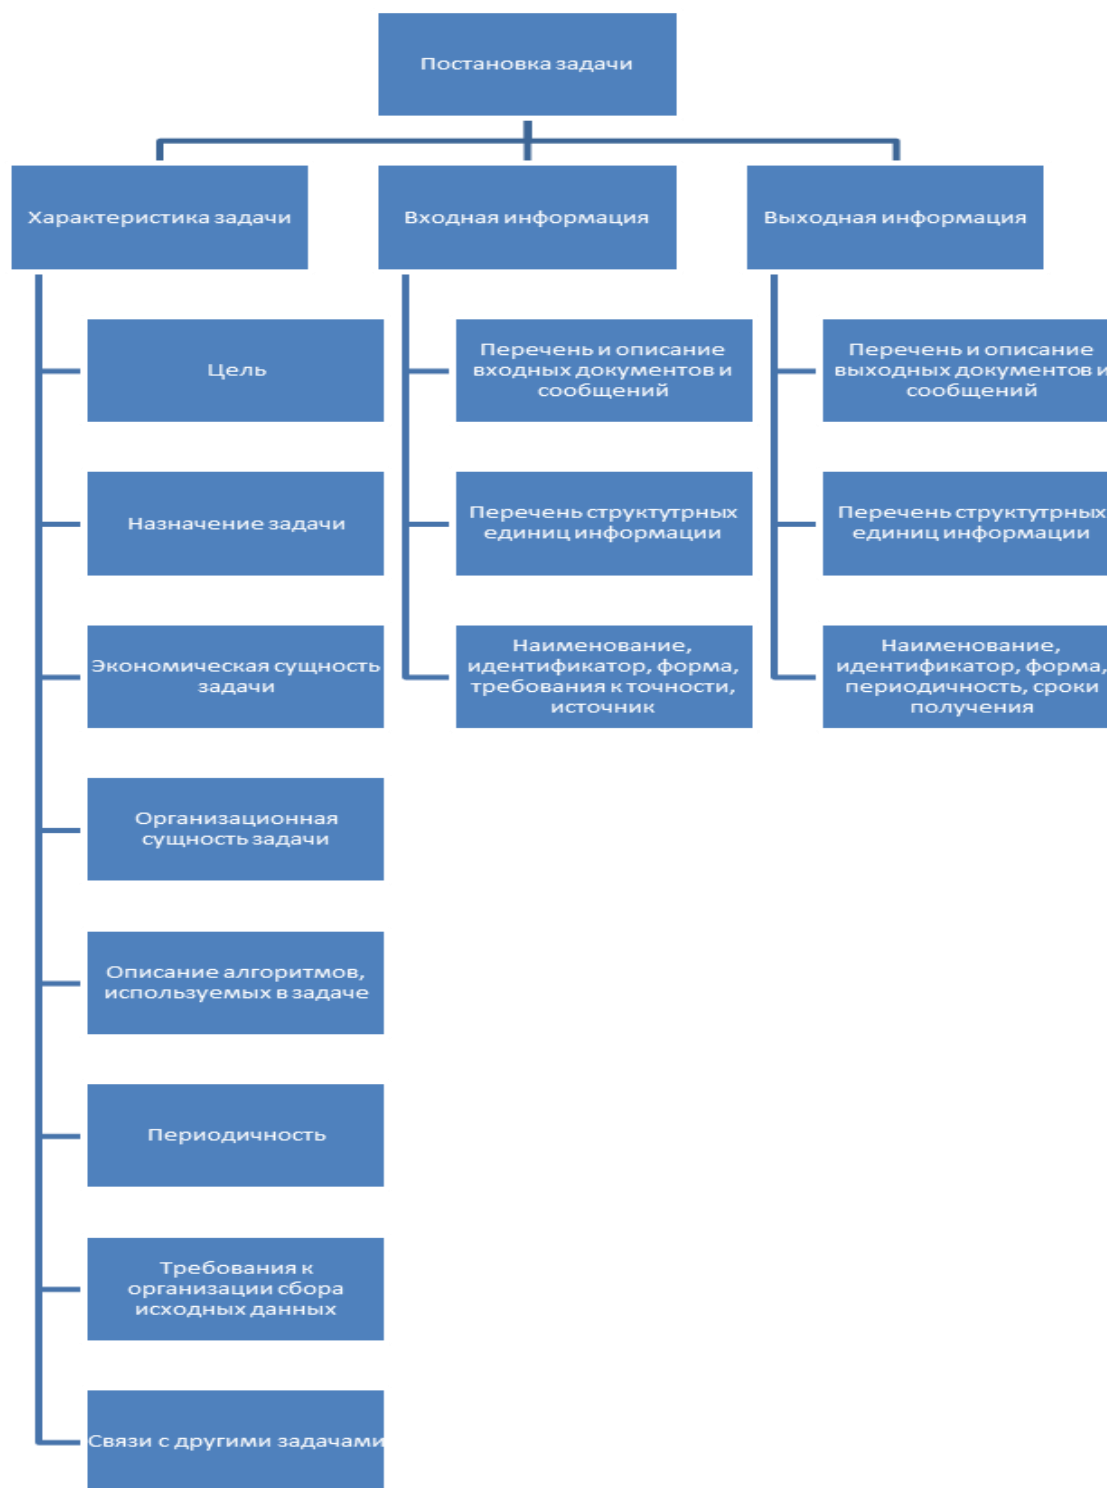 Постановка задачи
Характеристика задачи
Входная информация
Выходная информация
Цель
Назначение задачи
Экономическая сущность
задачи
Организационная
сущность задачи
Описание алгоритмов,
используемых в задаче
Периодичность
Требования к
организации сбора
исходных данных
Связи с другими задачами
Перечень и описание
входных документов и
сообщений
Перечень структутрных
единиц информации
Наименование,
идентификатор, форма,
требования к точности,
источник
Перечень и описание
выходных документов и
сообщений
Перечень структутрных
единиц информации
Наименование,
идентификатор, форма,
периодичность, сроки
получения